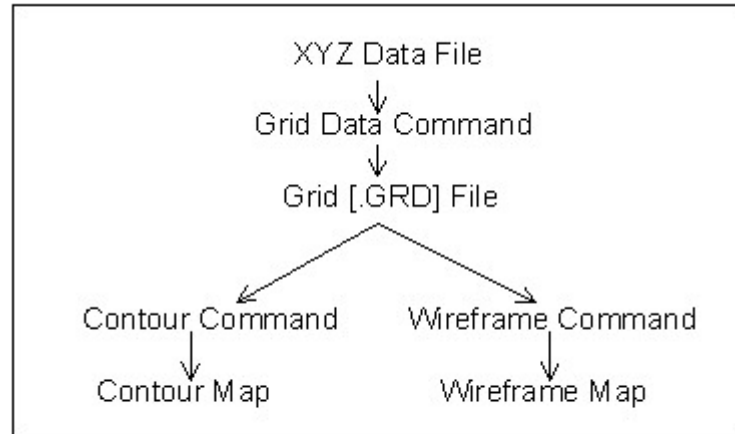 XYZ Data File
Grid Data Command
Grid [.GRD] File
Contour Command Wireframe Command
Contour Map Wireframe Map